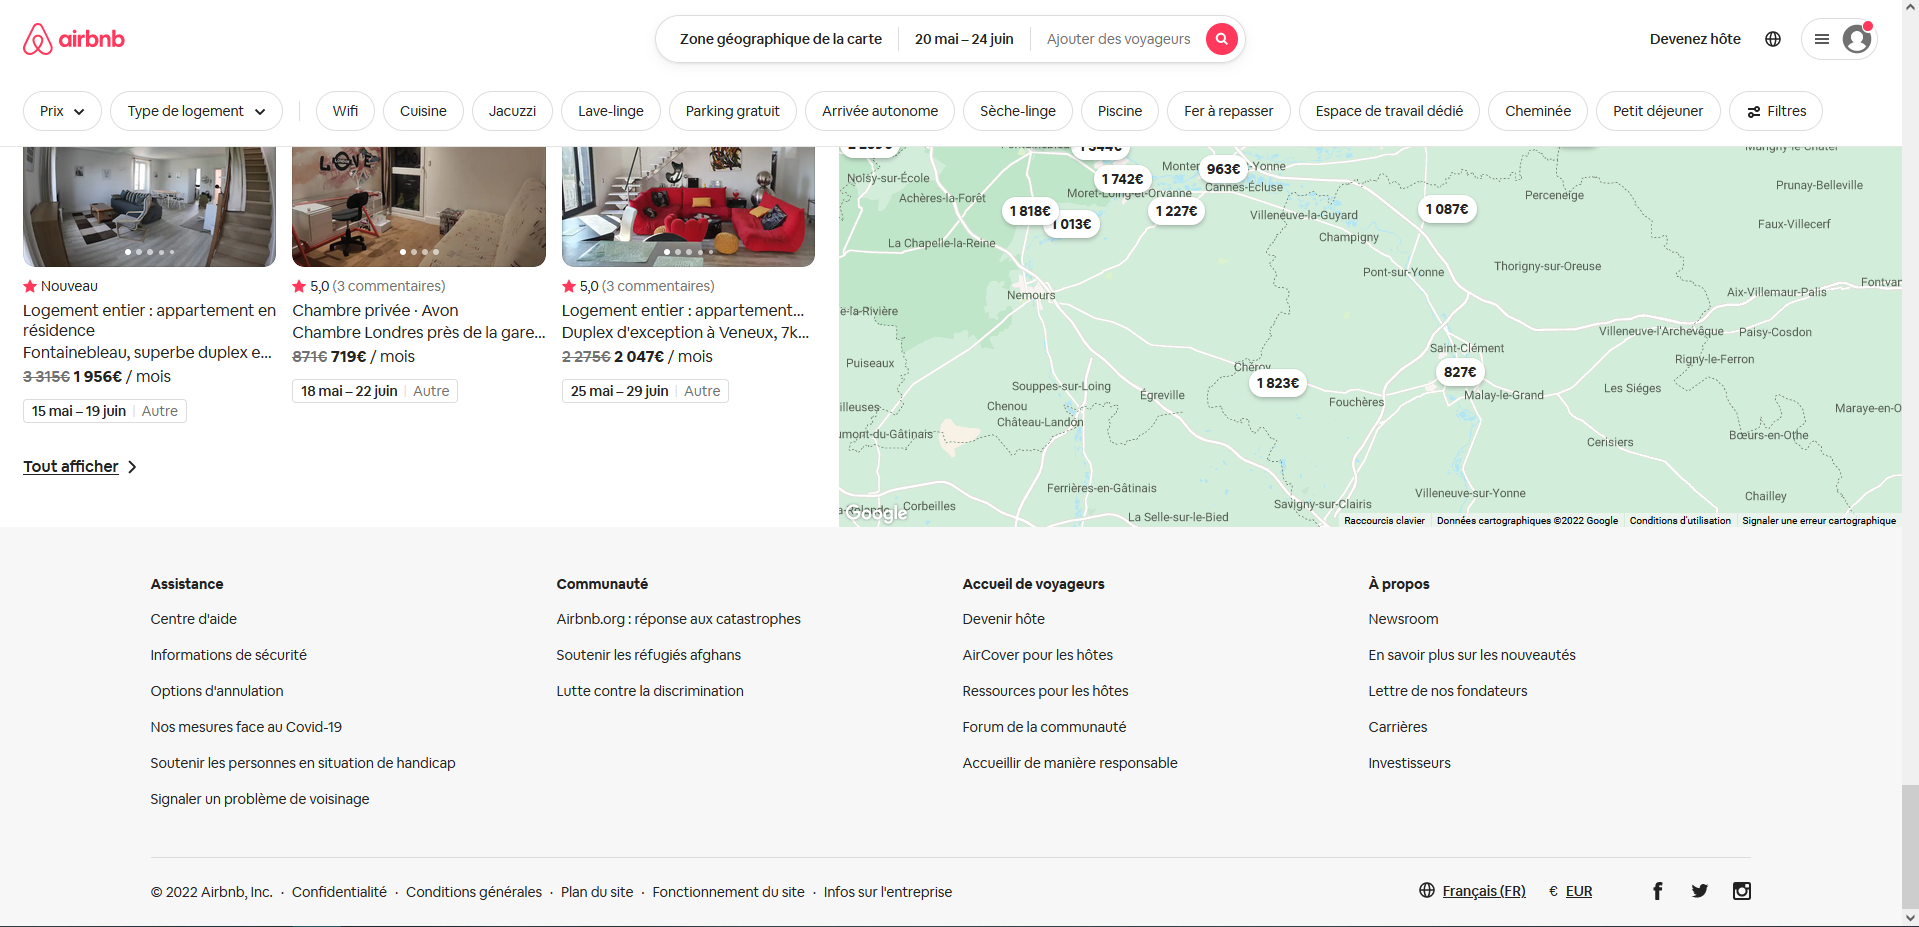 airbnb
Zone géographique de la carte
20 mai – 24 juin
Ajouter des voyageurs
Devenez hôte
Prix
Type de logement
Wifi
Cuisine
Jacuzzi
Lave-linge
Parking gratuit
Arrivée autonome
Sèche-linge
Piscine
Fer à repasser
Espace de travail dédié
Cheminée
Petit déjeuner
Filtres
LOVE
Nouveau
Logement entier : appartement en
résidence
Fontainebleau, superbe duplex e...
3 315€ 1 956€ / mois
15 mai – 19 juin
Autre
5,0 (3 commentaires)
Chambre privée · Avon
Chambre Londres près de la gare...
871€ 719€ / mois
18 mai – 22 juin
Autre
5,0 (3 commentaires)
Logement entier : appartement...
Duplex d'exception à Veneux, 7k...
2 275€ 2 047€ / mois
25 mai – 29 juin
Autre
Tout afficher
Noisy-sur-École
Achères-la-Forêt
La Chapelle-la-Reine
1 742€
Moret-Loing-et-Orvanne
963€
Cannes-Écluse
1 818€
1 013€
1 227€
Villeneuve-la-Guyard
Champigny
1 087€
Perceneige
Prunay-Belleville
Faux-Villecerf
Pont-sur-Yonne
Thorigny-sur-Oreuse
Nemours
Aix-Villemaur-Palis
Villeneuve-l'Archevêque
Paisy-Cosdon
Rigny-le-Ferron
Puiseaux
Saint-Clément
827€
Malay-le-Grand
Chéroy
1 823€
Souppes-sur-Loing
Égreville
Fouchères
Les Siéges
Chenou
Château-Landon
Cerisiers
Bœurs-en-Othe
Ferrières-en-Gâtinais
Villeneuve-sur-Yonne
Chailley
Savigny-sur-Clairis
Corbeilles
La Selle-sur-le-Bied
Google
Raccourcis clavier
Données cartographiques ©2022 Google
Conditions d'utilisation
Signaler une erreur cartographique
Assistance
Centre d'aide
Informations de sécurité
Options d'annulation
Nos mesures face au Covid-19
Soutenir les personnes en situation de handicap
Signaler un problème de voisinage
Communauté
Airbnb.org : réponse aux catastrophes
Soutenir les réfugiés afghans
Lutte contre la discrimination
Accueil de voyageurs
Devenir hôte
AirCover pour les hôtes
Ressources pour les hôtes
Forum de la communauté
Accueillir de manière responsable
À propos
Newsroom
En savoir plus sur les nouveautés
Lettre de nos fondateurs
Carrières
Investisseurs
© 2022 Airbnb, Inc. · Confidentialité · Conditions générales · Plan du site · Fonctionnement du site · Infos sur l'entreprise
Français (FR)
€ EUR